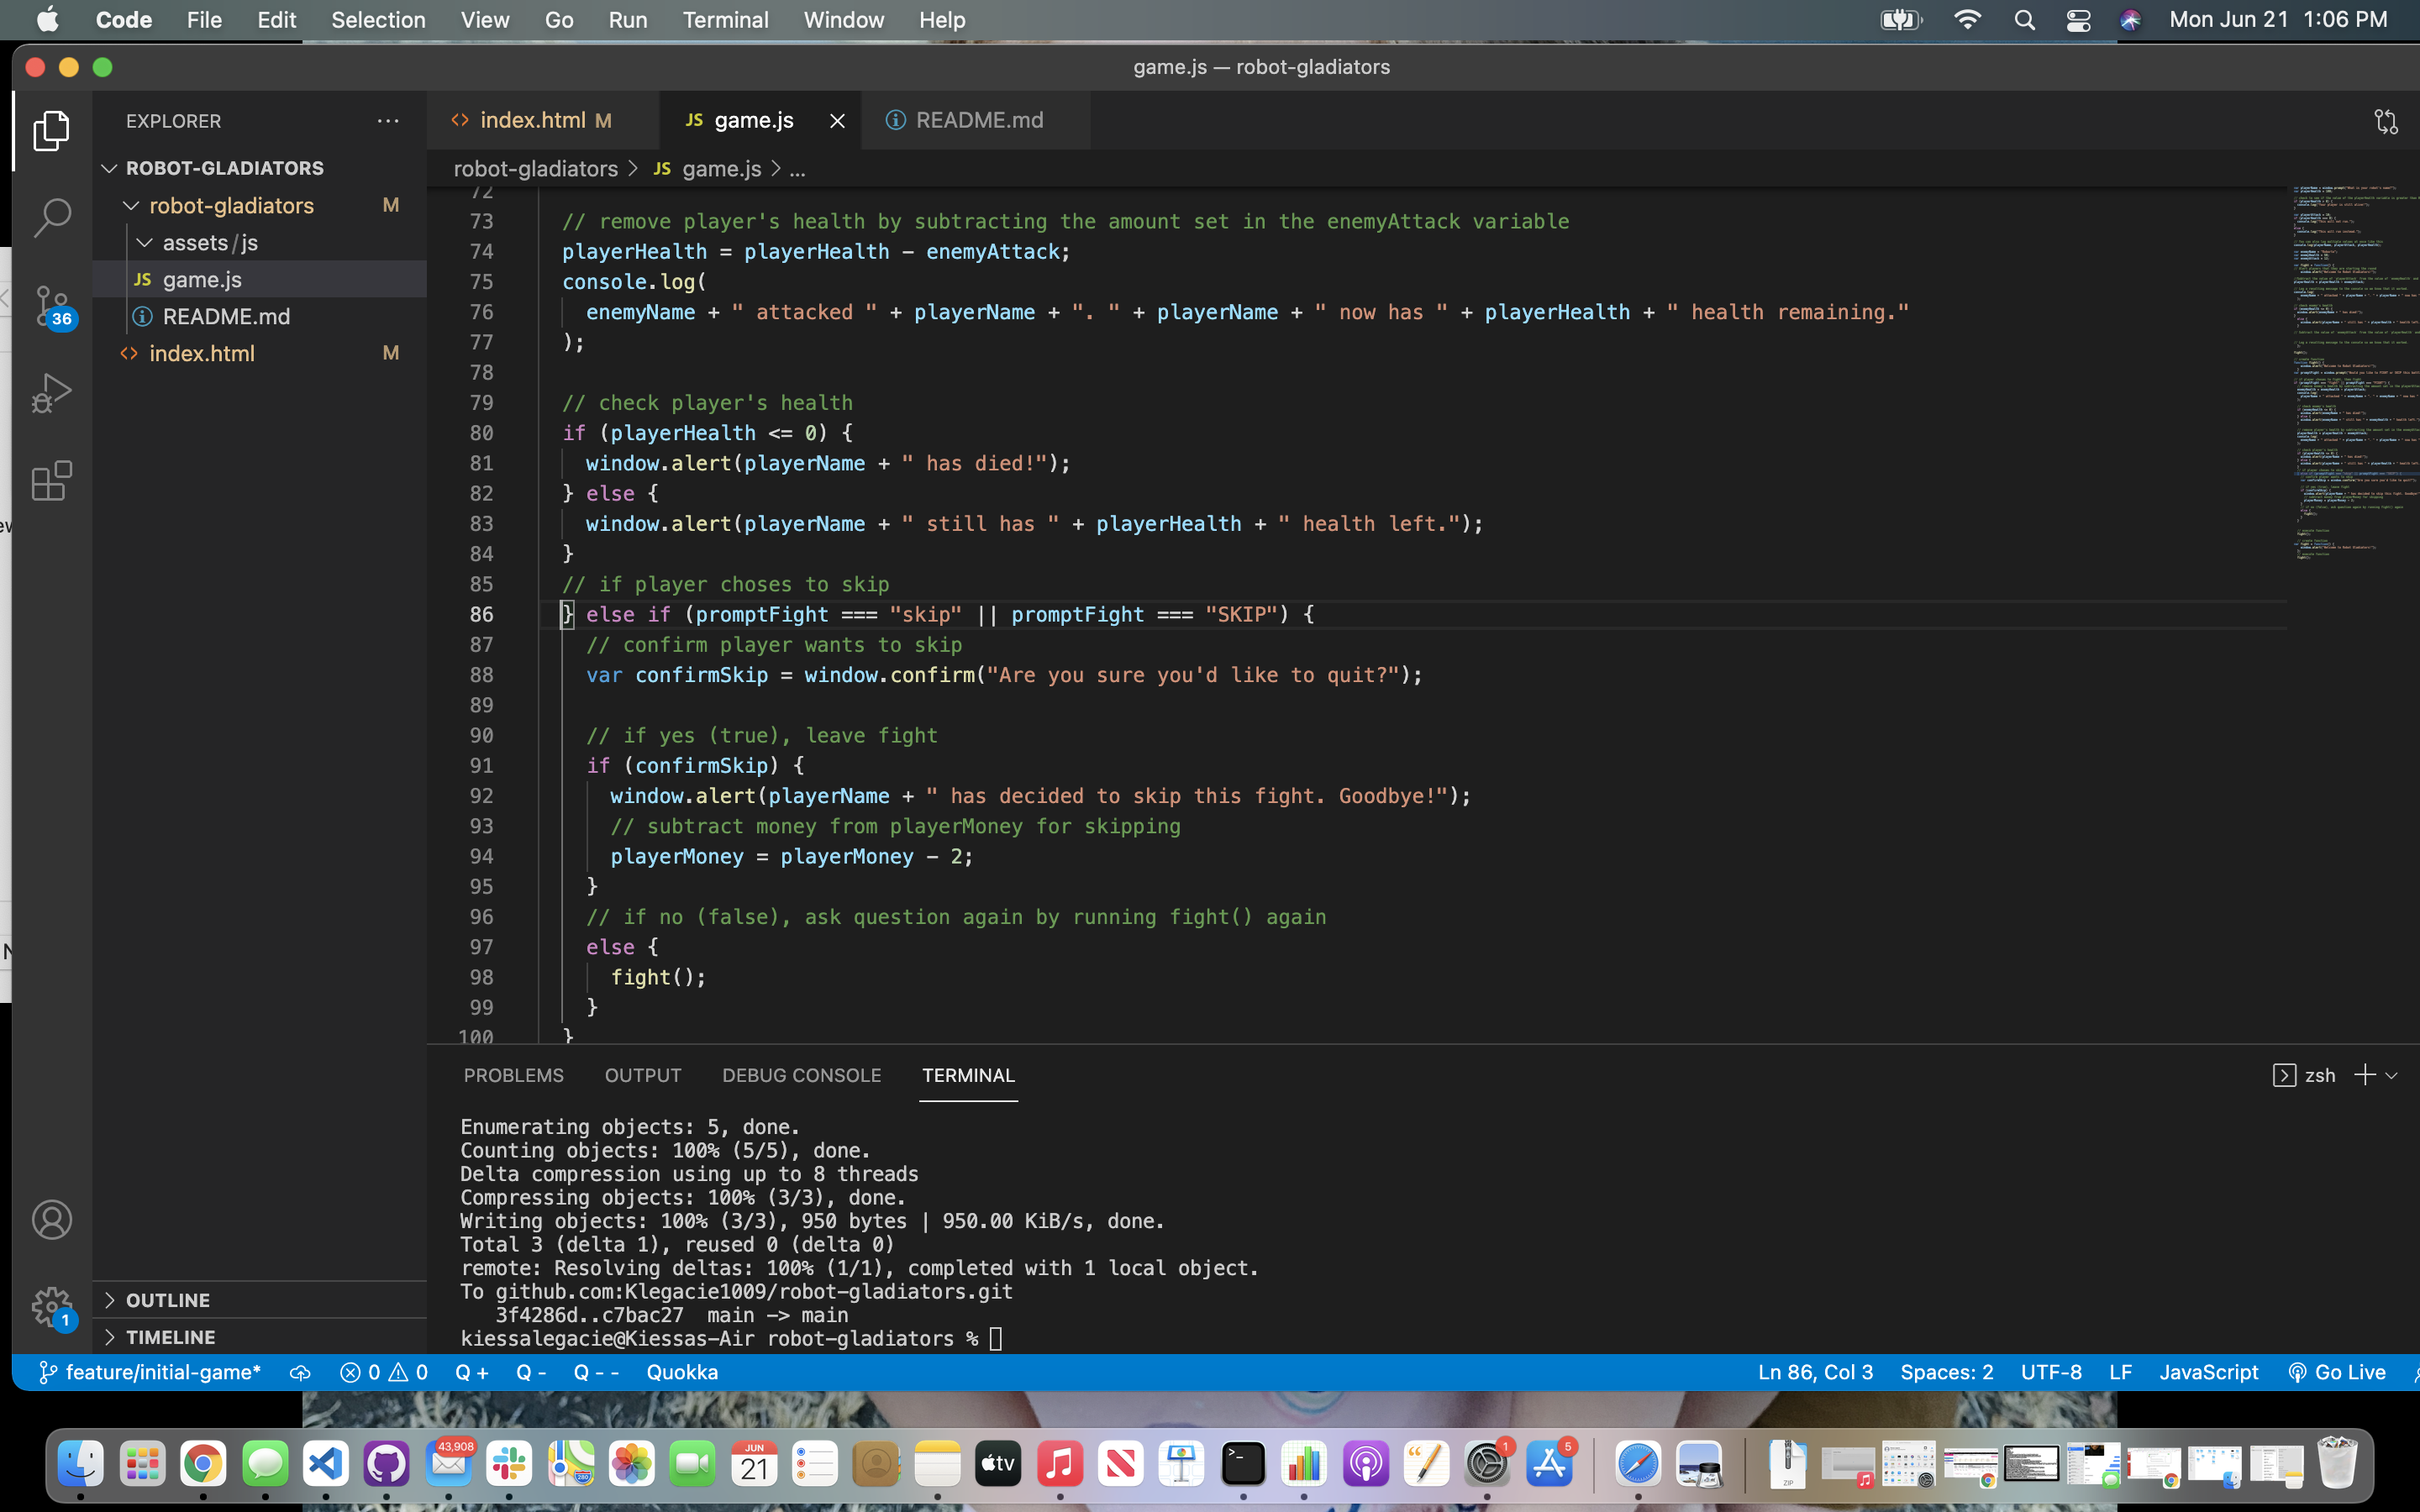 Code File Edit Selection View Go Run Terminal Window Help Mon Jun 21 1:06 PM
game.js — robot-gladiators
EXPLORER ···
<> index.html M JS game.js README.md
ROBOT-GLADIATORS
robot-gladiators M
assets/js
JS game.js
README.md
<> index.html M
36
1
OUTLINE
TIMELINE
robot-gladiators > JS game.js > ...
72
73 // remove player's health by subtracting the amount set in the enemyAttack variable
74 playerHealth = playerHealth - enemyAttack;
75 console.log(
76 enemyName + " attacked " + playerName + ". " + playerName + " now has " + playerHealth + " health remaining."
77 );
78
79 // check player's health
80 if (playerHealth <= 0) {
81 window.alert(playerName + " has died!");
82 } else {
83 window.alert(playerName + " still has " + playerHealth + " health left.");
84 }
85 // if player choses to skip
86 } else if (promptFight === "skip" || promptFight === "SKIP") {
87 // confirm player wants to skip
88 var confirmSkip = window.confirm("Are you sure you'd like to quit?");
89
90 // if yes (true), leave fight
91 if (confirmSkip) {
92 window.alert(playerName + " has decided to skip this fight. Goodbye!");
93 // subtract money from playerMoney for skipping
94 playerMoney = playerMoney - 2;
95 }
96 // if no (false), ask question again by running fight() again
97 else {
98 fight();
99 }
100 }
PROBLEMS OUTPUT DEBUG CONSOLE TERMINAL zsh
Enumerating objects: 5, done.
Counting objects: 100% (5/5), done.
Delta compression using up to 8 threads
Compressing objects: 100% (3/3), done.
Writing objects: 100% (3/3), 950 bytes | 950.00 KiB/s, done.
Total 3 (delta 1), reused 0 (delta 0)
remote: Resolving deltas: 100% (1/1), completed with 1 local object.
To github.com:Klegacie1009/robot-gladiators.git
3f4286d..c7bac27 main -> main
kiessalegacie@Kiessas-Air robot-gladiators %
feature/initial-game* 0 0 Q + Q - Q - - Quokka Ln 86, Col 3 Spaces: 2 UTF-8 LF JavaScript Go Live
43,908 JUN 21 tv 1 5 ZIP